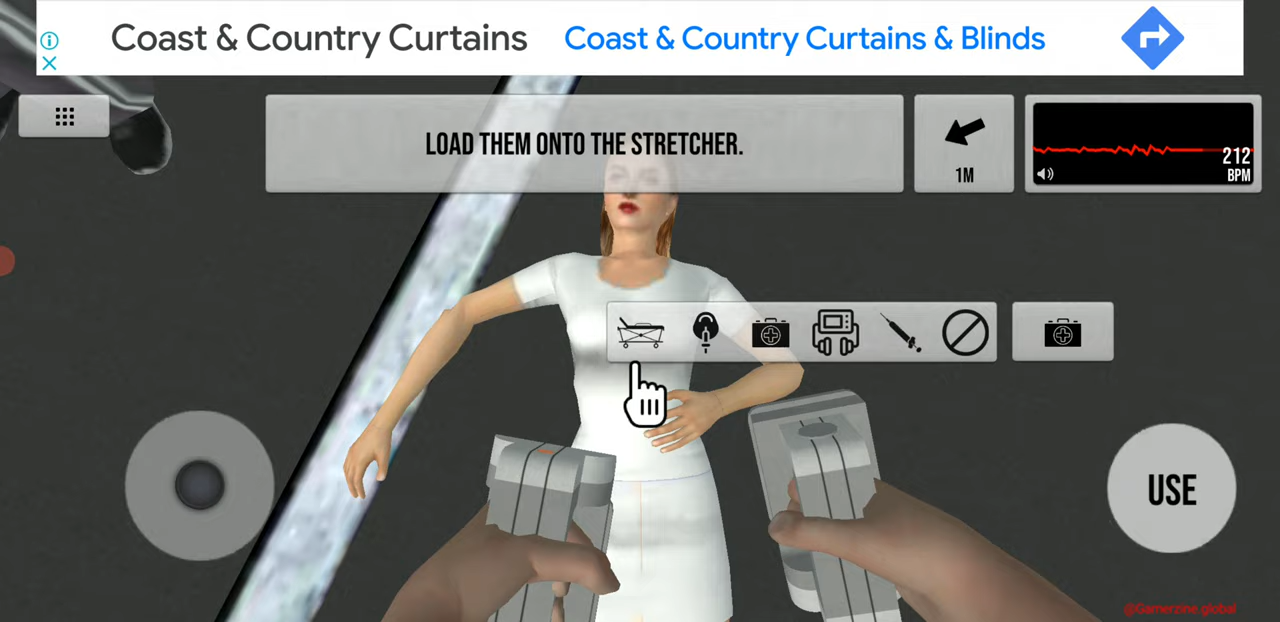 Coast & Country Curtains
Coast & Country Curtains & Blinds
LOAD THEM ONTO THE STRETCHER.
1M
212
BPM
USE
@Gamerzine.global